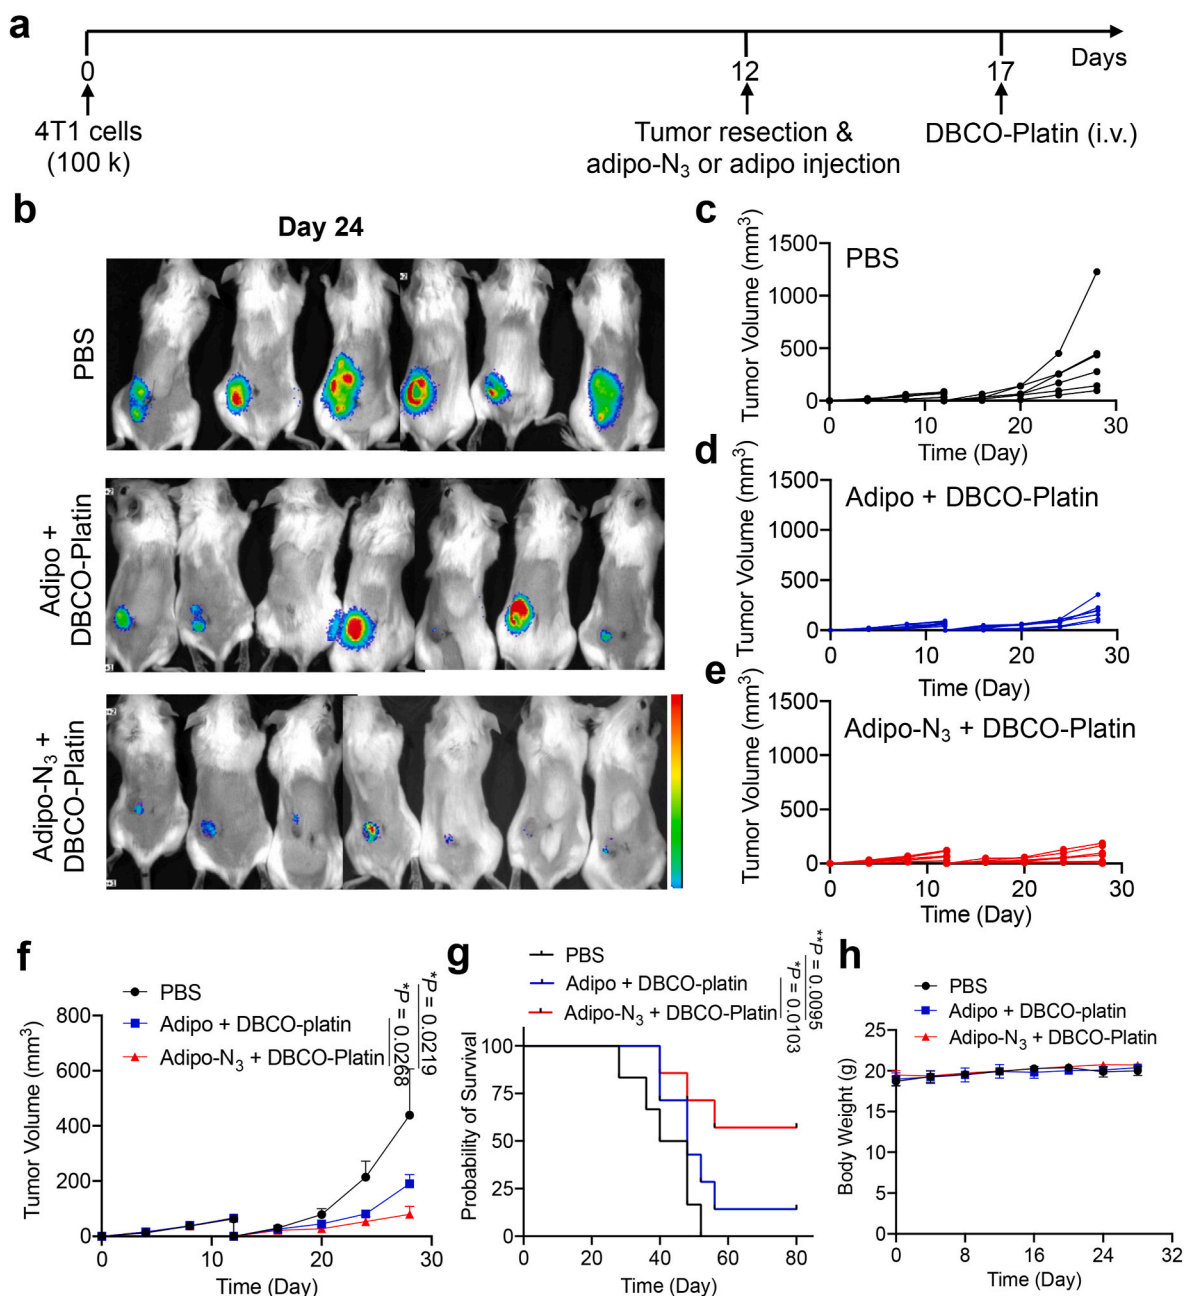 a
0
12
17
Days
4T1 cells
(100 k)
Tumor resection &
adipo-N3 or adipo injection
DBCO-Platin (i.v.)
b
Day 24
PBS
Adipo +
DBCO-Platin
Adipo-N3 +
DBCO-Platin
c
PBS
Tumor Volume (mm3)
1500
1000
500
0
0
10
20
30
Time (Day)
d
Adipo + DBCO-Platin
Tumor Volume (mm3)
1500
1000
500
0
0
10
20
30
Time (Day)
e
Adipo-N3 + DBCO-Platin
Tumor Volume (mm3)
1500
1000
500
0
0
10
20
30
Time (Day)
f
PBS
Adipo + DBCO-platin
Adipo-N3 + DBCO-Platin
*P = 0.0268
*P = 0.0219
Tumor Volume (mm3)
800
600
400
200
0
0
10
20
30
Time (Day)
g
PBS
Adipo + DBCO-platin
Adipo-N3 + DBCO-Platin
*P = 0.0103
**P = 0.0095
Probability of Survival
100
75
50
25
0
0
20
40
60
80
Time (Day)
h
PBS
Adipo + DBCO-Platin
Adipo-N3 + DBCO-Platin
Body Weight (g)
25
20
15
10
5
0
0
8
16
24
32
Time (Day)